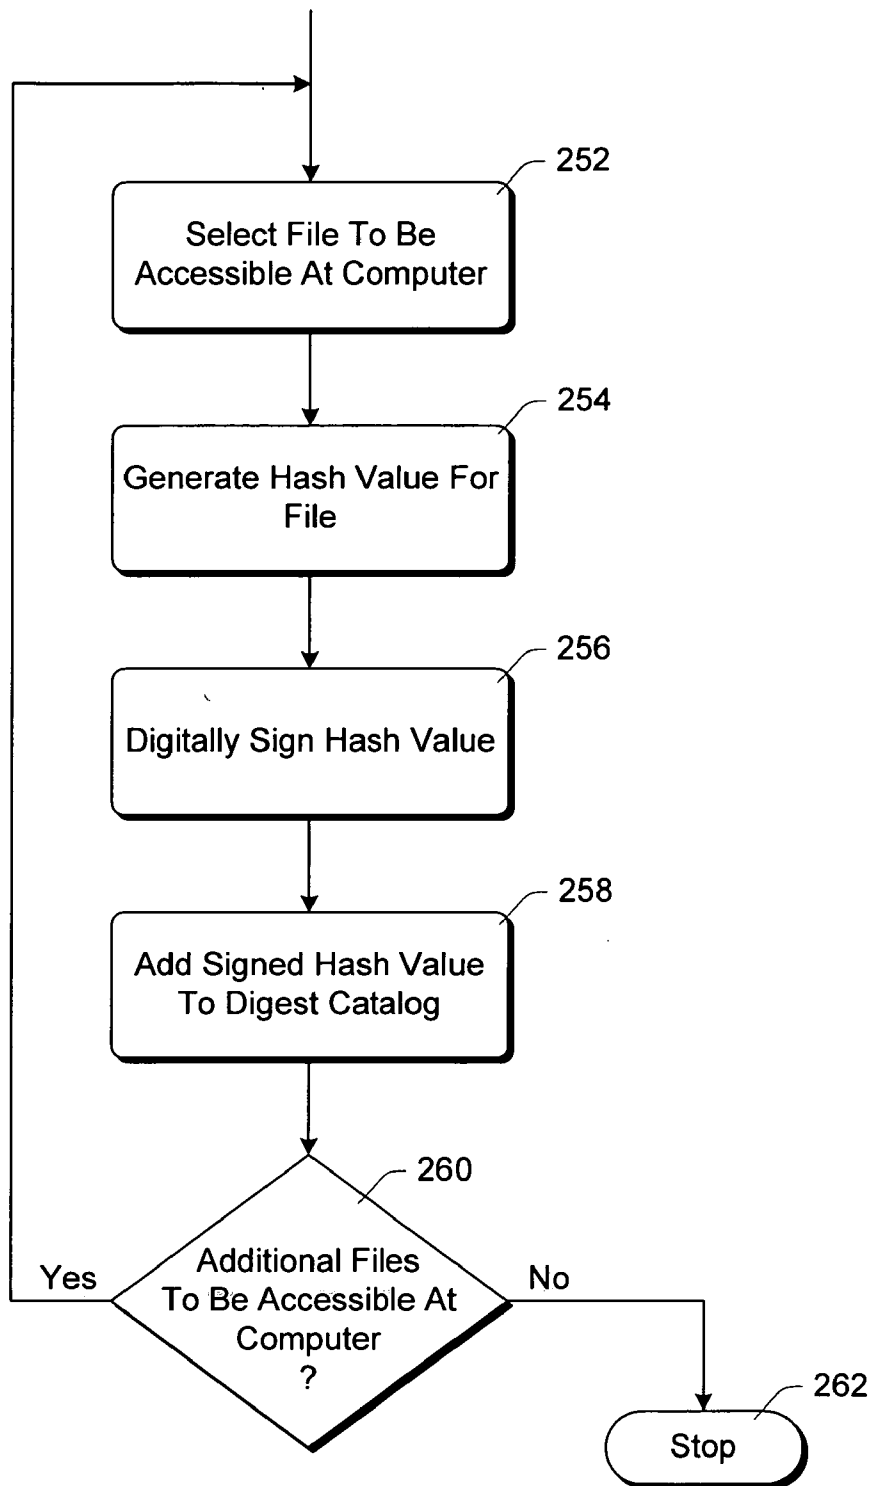 252
Select File To Be
Accessible At Computer
254
Generate Hash Value For
File
256
Digitally Sign Hash Value
258
Add Signed Hash Value
To Digest Catalog
260
Additional Files
To Be Accessible At
Computer
?
Yes
No
262
Stop